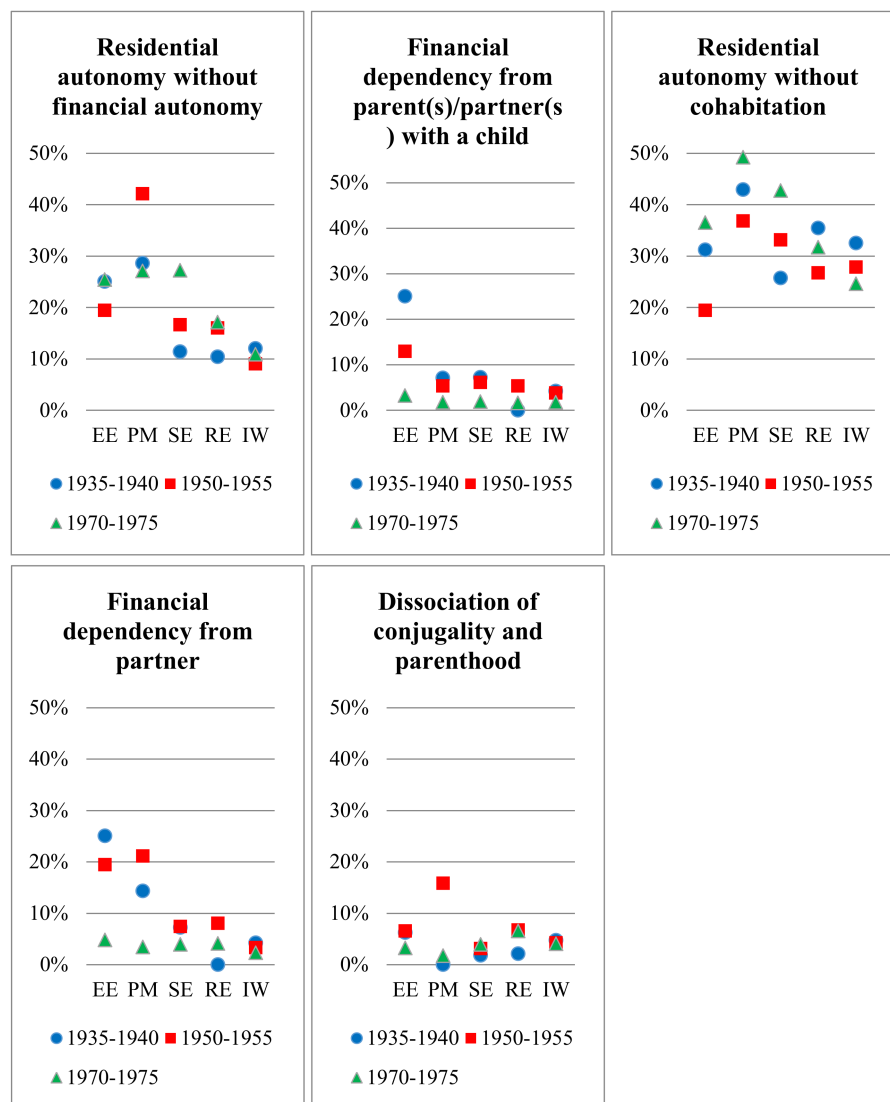 Residential
autonomy without
financial autonomy
50%
40%
30%
20%
10%
0%
EE PM SE RE IW
1935-1940 1950-1955
1970-1975
Financial
dependency from
parent(s)/partner(s
) with a child
50%
40%
30%
20%
10%
0%
EE PM SE RE IW
1935-1940 1950-1955
1970-1975
Residential
autonomy without
cohabitation
50%
40%
30%
20%
10%
0%
EE PM SE RE IW
1935-1940 1950-1955
1970-1975
Financial
dependency from
partner
50%
40%
30%
20%
10%
0%
EE PM SE RE IW
1935-1940 1950-1955
1970-1975
Dissociation of
conjugality and
parenthood
50%
40%
30%
20%
10%
0%
EE PM SE RE IW
1935-1940 1950-1955
1970-1975